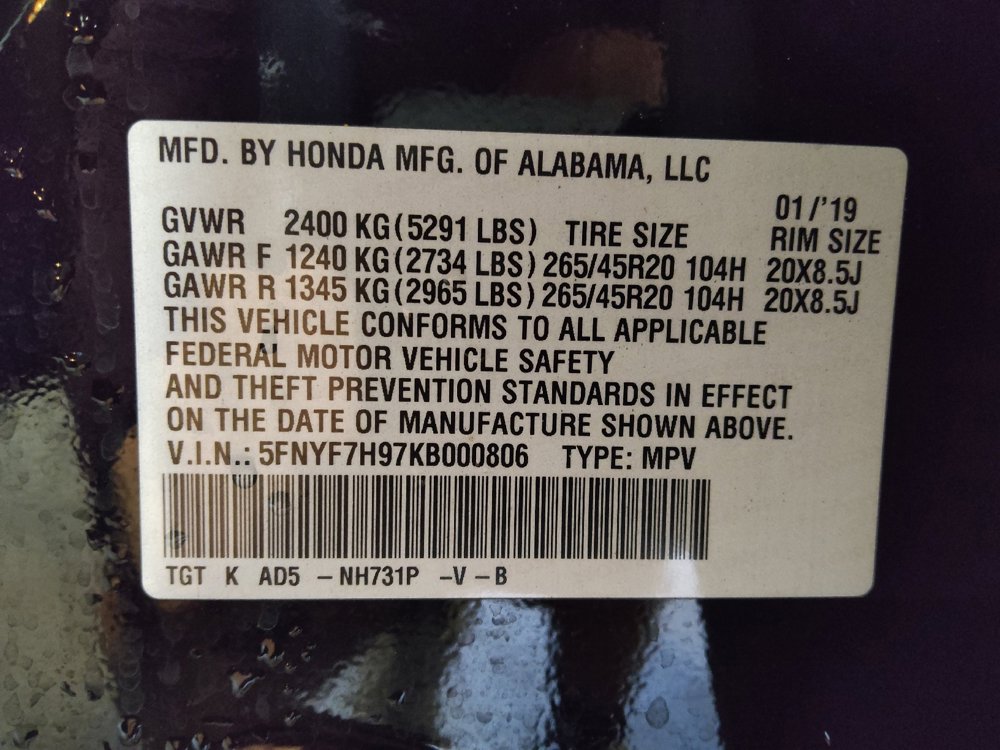 MFD. BY HONDA MFG. OF ALABAMA, LLC
01/'19
GVWR 2400 KG(5291 LBS) TIRE SIZE RIM SIZE
GAWR F 1240 KG(2734 LBS) 265/45R20 104H 20X8.5J
GAWR R 1345 KG(2965 LBS) 265/45R20 104H 20X8.5J
THIS VEHICLE CONFORMS TO ALL APPLICABLE
FEDERAL MOTOR VEHICLE SAFETY
AND THEFT PREVENTION STANDARDS IN EFFECT
ON THE DATE OF MANUFACTURE SHOWN ABOVE.
V.I.N.: 5FNYF7H97KB000806 TYPE: MPV
TGT K AD5 – NH731P –V – B